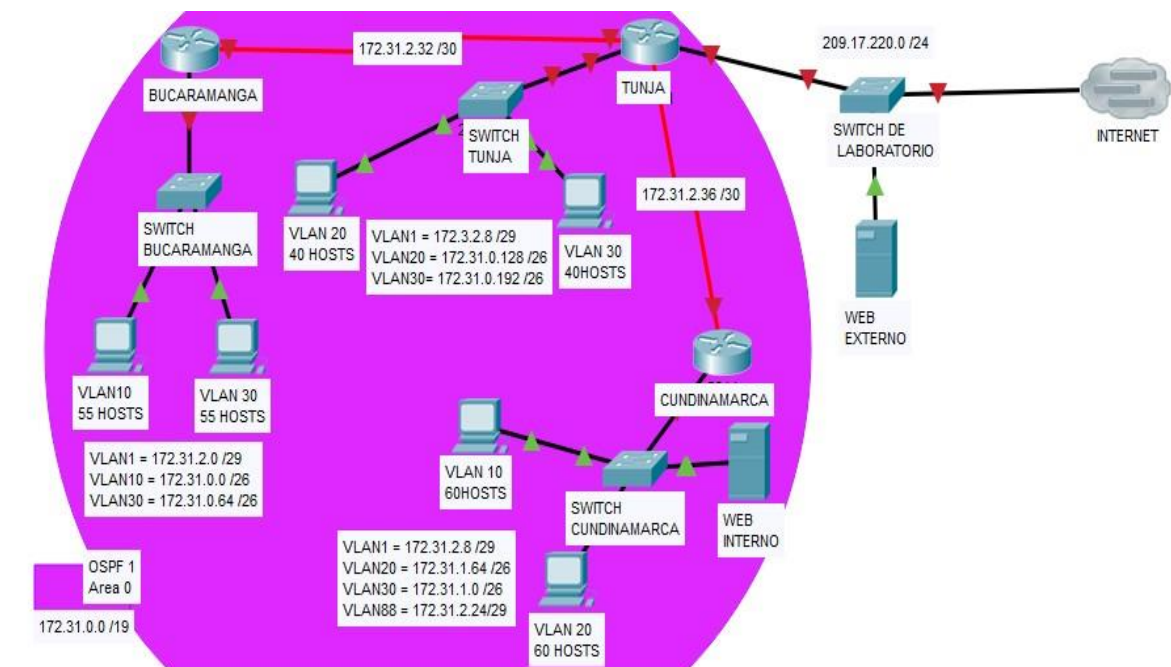 172.31.2.32 /30
209.17.220.0 /24
BUCARAMANGA
TUNJA
INTERNET
SWITCH DE
LABORATORIO
SWITCH
TUNJA
172.31.2.36 /30
SWITCH
BUCARAMANGA
VLAN 20
40 HOSTS
VLAN1 = 172.3.2.8 /29
VLAN20 = 172.31.0.128 /26
VLAN30= 172.31.0.192 /26
VLAN 30
40HOSTS
WEB
EXTERNO
VLAN10
55 HOSTS
VLAN 30
55 HOSTS
CUNDINAMARCA
VLAN1 = 172.31.2.0 /29
VLAN10 = 172.31.0.0 /26
VLAN30 = 172.31.0.64 /26
VLAN 10
60HOSTS
SWITCH
CUNDINAMARCA
WEB
INTERNO
VLAN1 = 172.31.2.8 /29
VLAN20 = 172.31.1.64 /26
VLAN30 = 172.31.1.0 /26
VLAN88 = 172.31.2.24/29
OSPF 1
Area 0
172.31.0.0 /19
VLAN 20
60 HOSTS